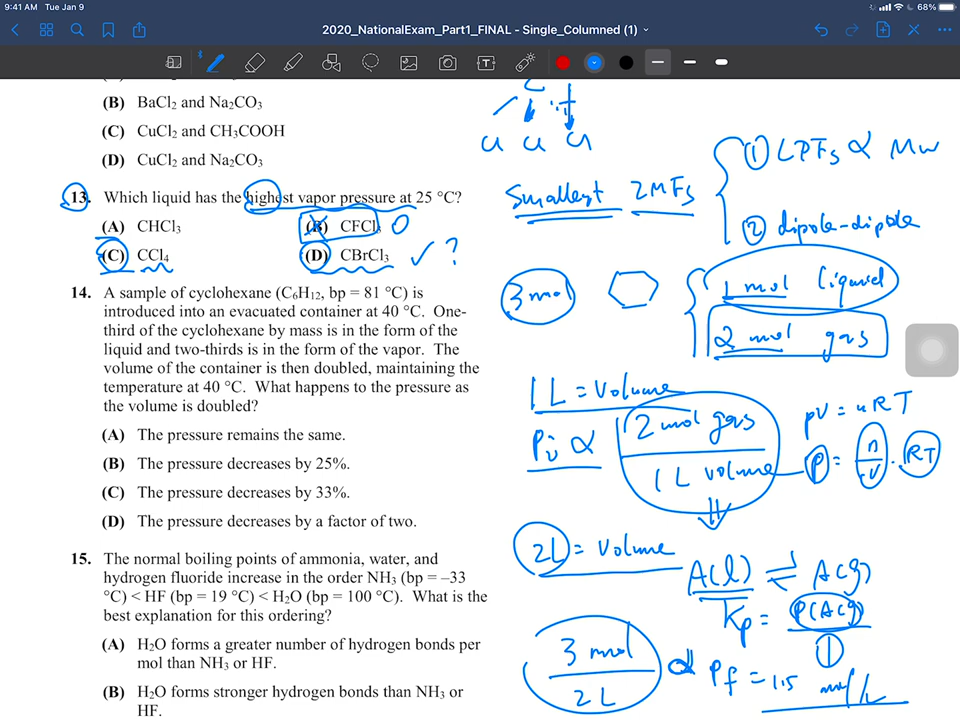 9:41 AM Tue Jan 9
68%
2020_NationalExam_Part1_FINAL - Single_Columned (1)
(B) BaCl₂ and Na₂CO₃
(C) CuCl₂ and CH₃COOH
(D) CuCl₂ and Na₂CO₃
13. Which liquid has the highest vapor pressure at 25 °C?
(A) CHCl₃
(B) CFCl₃
(C) CCl₄
(D) CBrCl₃
?
14. A sample of cyclohexane (C₆H₁₂, bp = 81 °C) is
introduced into an evacuated container at 40 °C. One-
third of the cyclohexane by mass is in the form of the
liquid and two-thirds is in the form of the vapor. The
volume of the container is then doubled, maintaining the
temperature at 40 °C. What happens to the pressure as
the volume is doubled?
(A) The pressure remains the same.
(B) The pressure decreases by 25%.
(C) The pressure decreases by 33%.
(D) The pressure decreases by a factor of two.
15. The normal boiling points of ammonia, water, and
hydrogen fluoride increase in the order NH₃ (bp = –33
°C) < HF (bp = 19 °C) < H₂O (bp = 100 °C). What is the
best explanation for this ordering?
(A) H₂O forms a greater number of hydrogen bonds per
mol than NH₃ or HF.
(B) H₂O forms stronger hydrogen bonds than NH₃ or
HF.
Cl Cl Cl
Smallest IMFs
① LDFs ∝ Mw
② dipole-dipole
3 mol
1 mol liquid
2 mol gas
1 L = Volume
Pi ∝ 2 mol gas
1 L volume
pV = nRT
P = n/V · RT
2L = Volume
A(l) ⇌ A(g)
Kp = P(A(g))
1
3 mol
2 L
∝ Pf = 1.5 mol/L